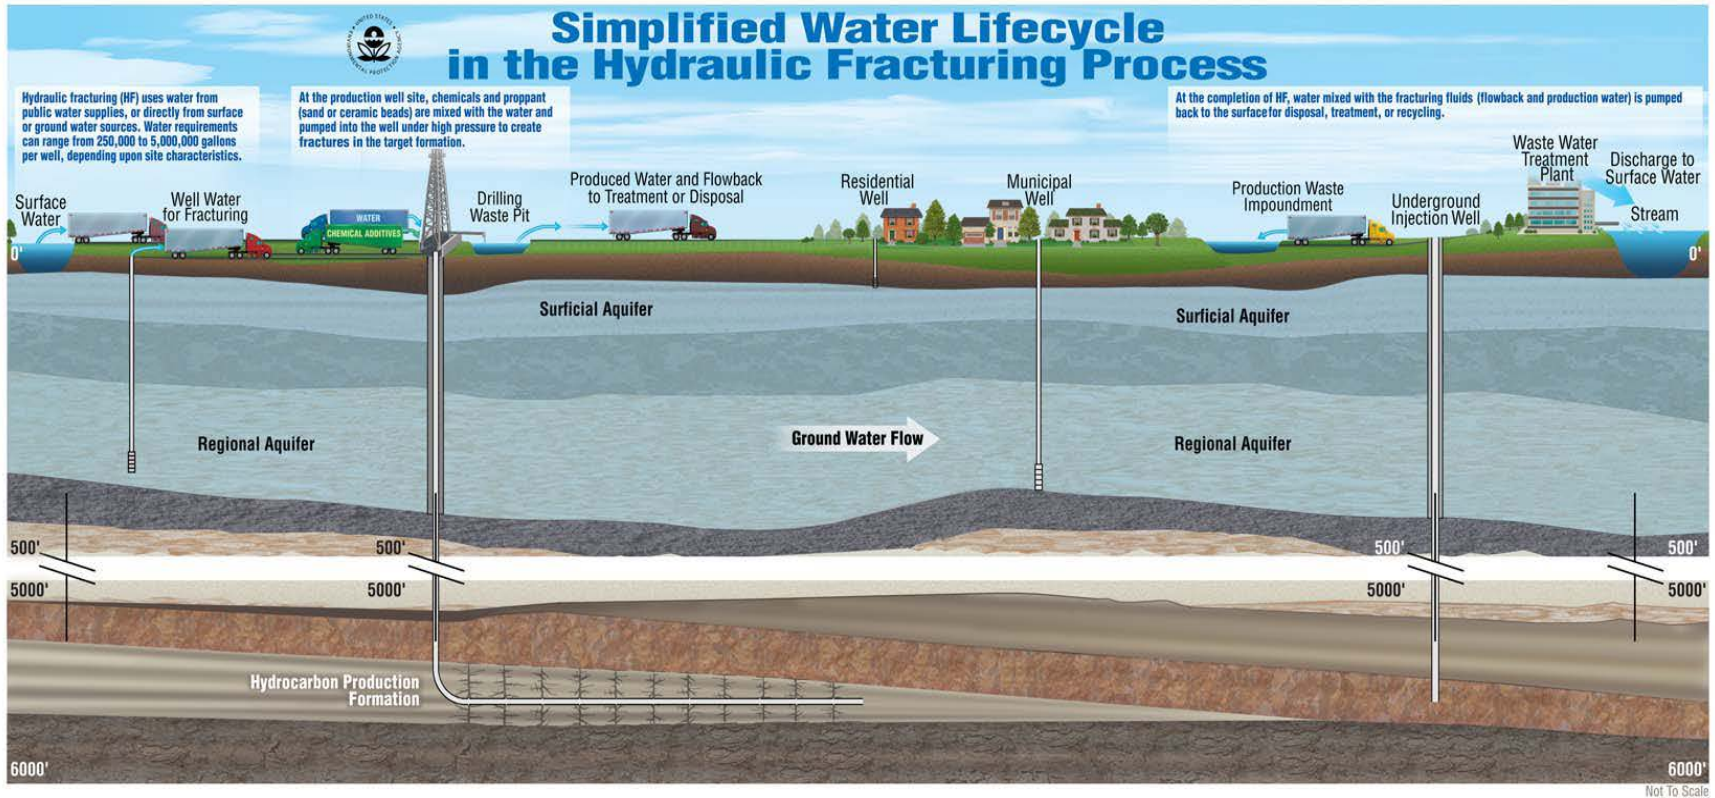 Simplified Water Lifecycle
in the Hydraulic Fracturing Process
UNITED STATES
ENVIRONMENTAL PROTECTION AGENCY
Hydraulic fracturing (HF) uses water from
public water supplies, or directly from surface
or ground water sources. Water requirements
can range from 250,000 to 5,000,000 gallons
per well, depending upon site characteristics.
At the production well site, chemicals and proppant
(sand or ceramic beads) are mixed with the water and
pumped into the well under high pressure to create
fractures in the target formation.
At the completion of HF, water mixed with the fracturing fluids (flowback and production water) is pumped
back to the surface for disposal, treatment, or recycling.
Surface
Water
Well Water
for Fracturing
WATER
CHEMICAL ADDITIVES
Drilling
Waste Pit
Produced Water and Flowback
to Treatment or Disposal
Residential
Well
Municipal
Well
Production Waste
Impoundment
Underground
Injection Well
Waste Water
Treatment
Plant
Discharge to
Surface Water
Stream
0'
0'
Surficial Aquifer
Surficial Aquifer
Regional Aquifer
Ground Water Flow
Regional Aquifer
500'
500'
500'
500'
5000'
5000'
5000'
5000'
Hydrocarbon Production
Formation
6000'
6000'
Not To Scale